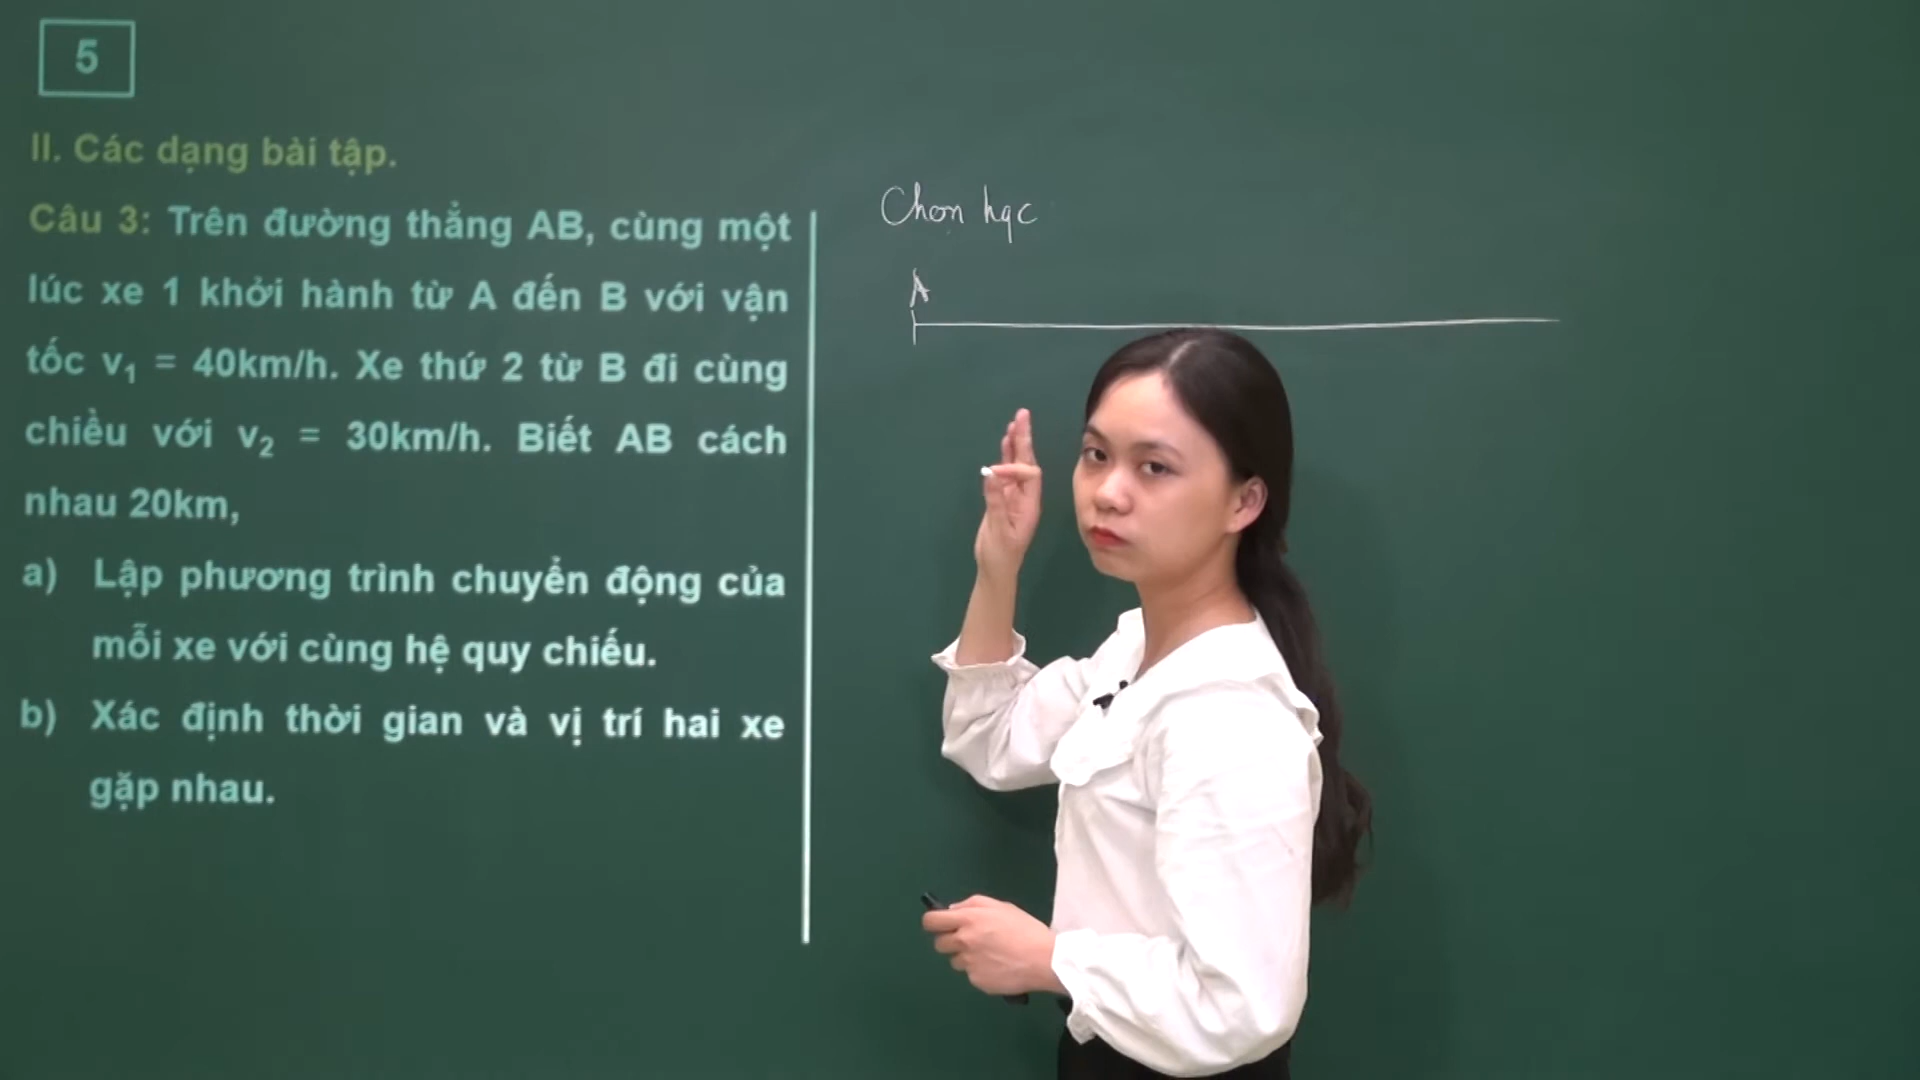 5
II. Các dạng bài tập.
Câu 3: Trên đường thẳng AB, cùng một
lúc xe 1 khởi hành từ A đến B với vận
tốc v₁ = 40km/h. Xe thứ 2 từ B đi cùng
chiều với v₂ = 30km/h. Biết AB cách
nhau 20km,
a) Lập phương trình chuyển động của
mỗi xe với cùng hệ quy chiếu.
b) Xác định thời gian và vị trí hai xe
gặp nhau.
Chọn hqc
A